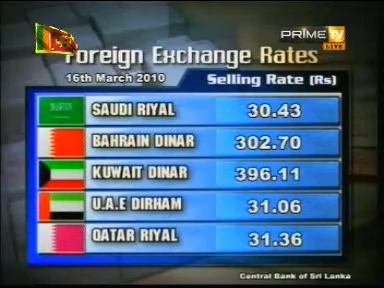 PRIME TV
LIVE
Foreign Exchange Rates
16th March 2010 Selling Rate (Rs)
SAUDI RIYAL 30.43
BAHRAIN DINAR 302.70
KUWAIT DINAR 396.11
U.A.E DIRHAM 31.06
QATAR RIYAL 31.36
Central Bank of Sri Lanka